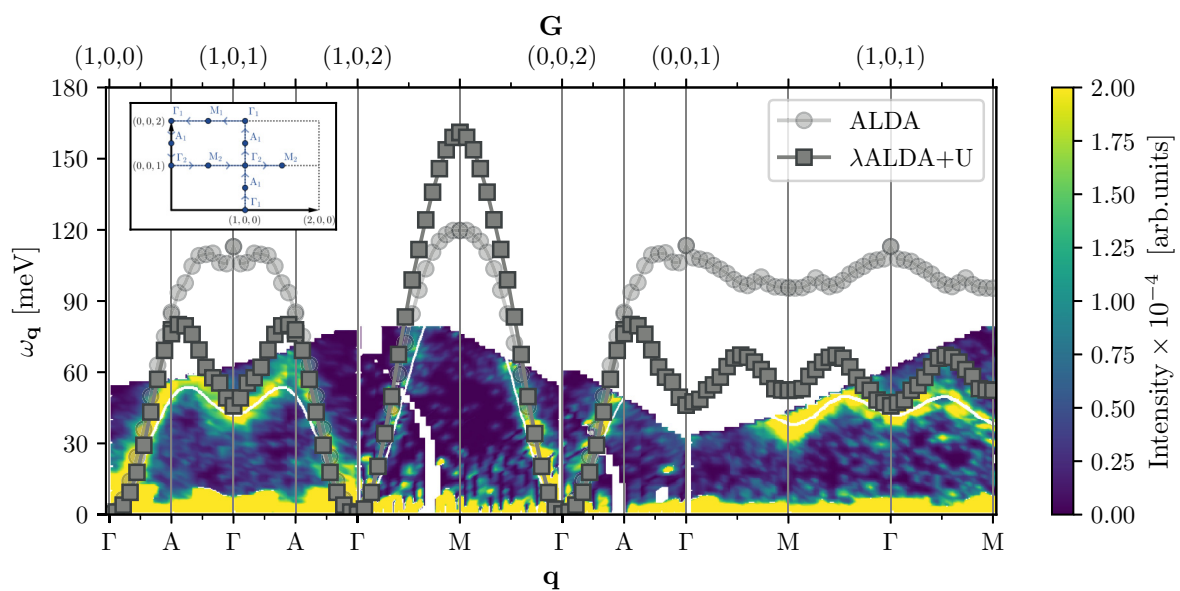 G
(1,0,0) (1,0,1) (1,0,2) (0,0,2) (0,0,1) (1,0,1)
180
150
120
90
60
30
0
ω_q [meV]
Γ A Γ A Γ M Γ A Γ M Γ M
q
ALDA
λALDA+U
Γ₁ M₁ Γ₁
(0,0,2)
A₁ A₁
Γ₂ M₂ Γ₂ M₂
(0,0,1)
A₁
Γ₁
(1,0,0) (2,0,0)
2.00
1.75
1.50
1.25
1.00
0.75
0.50
0.25
0.00
Intensity × 10⁻⁴ [arb.units]